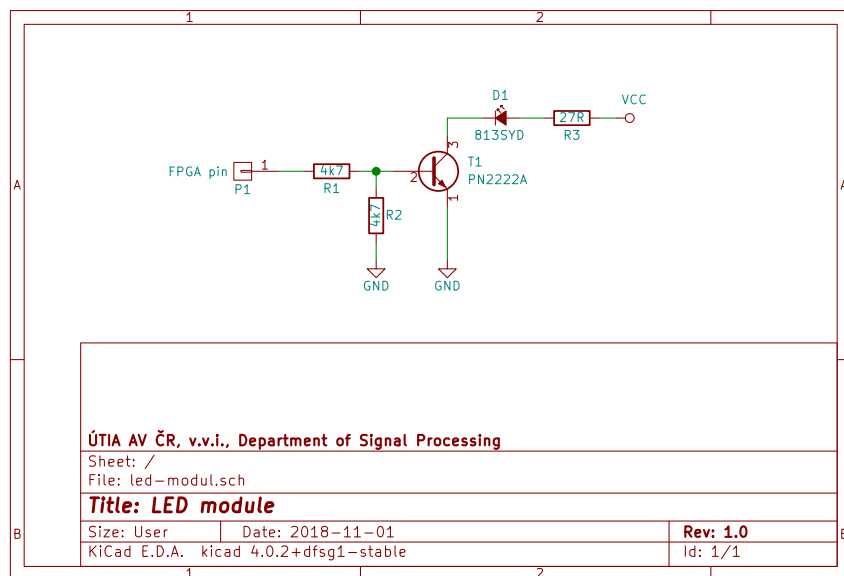 1 2
D1
VCC
27R
813SYD
R3
3
T1
FPGA pin
1
4k7
2
PN2222A
P1
R1
A A
1
4k7
R2
GND GND
ÚTIA AV ČR, v.v.i., Department of Signal Processing
Sheet: /
File: led-modul.sch
Title: LED module
Size: User Date: 2018-11-01 Rev: 1.0
B B
KiCad E.D.A. kicad 4.0.2+dfsg1-stable Id: 1/1
1 2